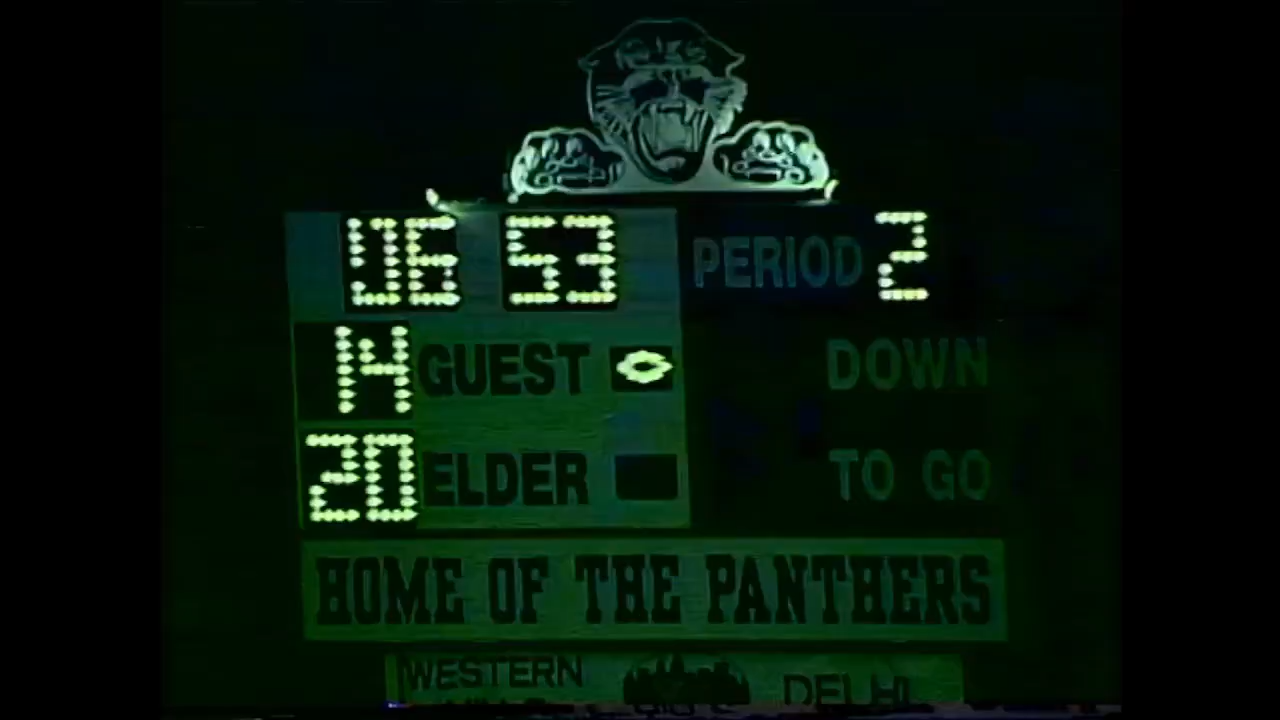 06 53 PERIOD 2
14 GUEST DOWN
20 ELDER TO GO
HOME OF THE PANTHERS
WESTERN DELHI